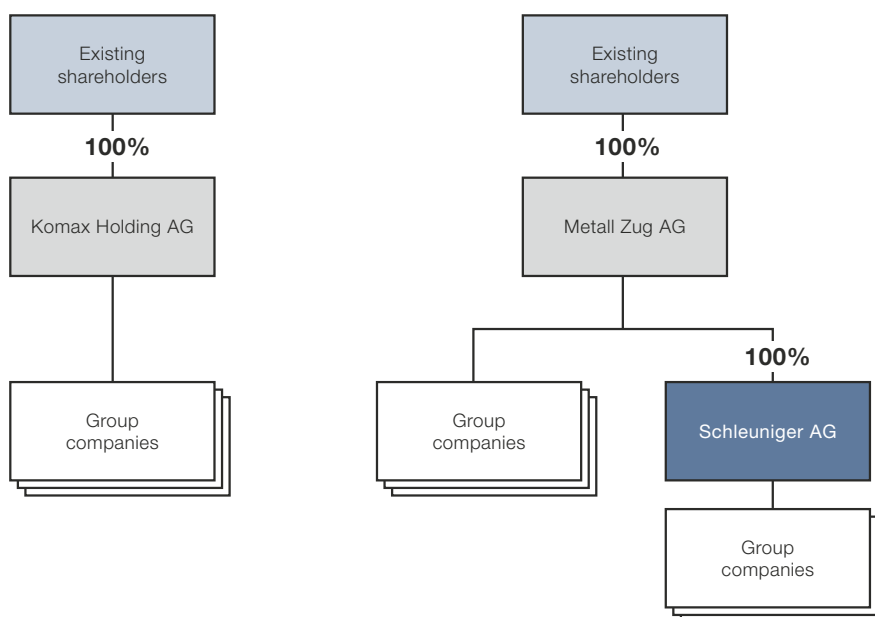 Existing
shareholders
Existing
shareholders
100%
100%
Komax Holding AG
Metall Zug AG
100%
Group
companies
Group
companies
Schleuniger AG
Group
companies